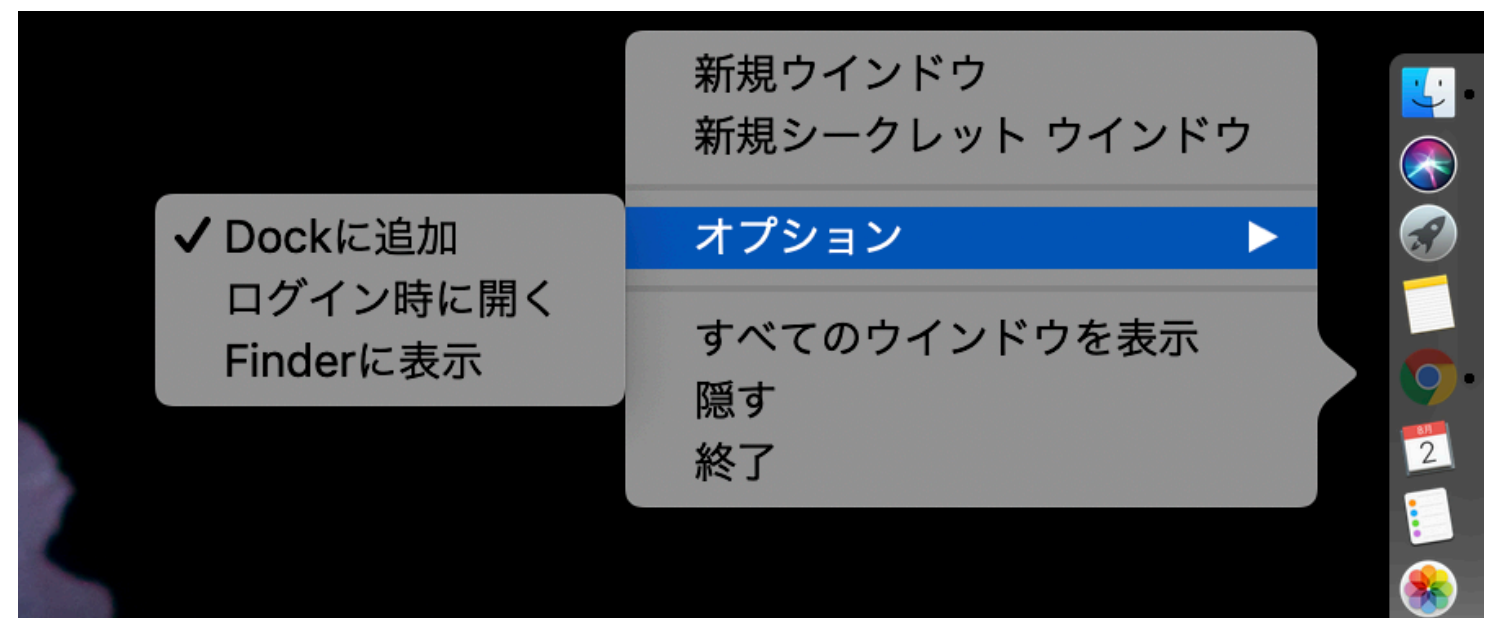 新規ウインドウ
新規シークレット ウインドウ
オプション
✓ Dockに追加
ログイン時に開く
Finderに表示
すべてのウインドウを表示
隠す
終了
8月
2